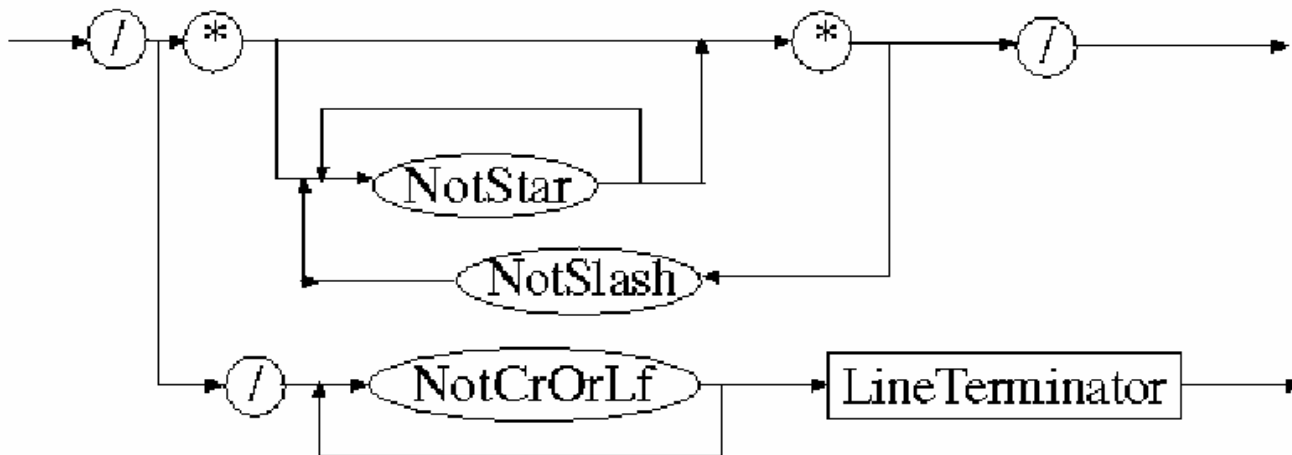 / * * /
NotStar
NotSlash
/ NotCrOrLf LineTerminator